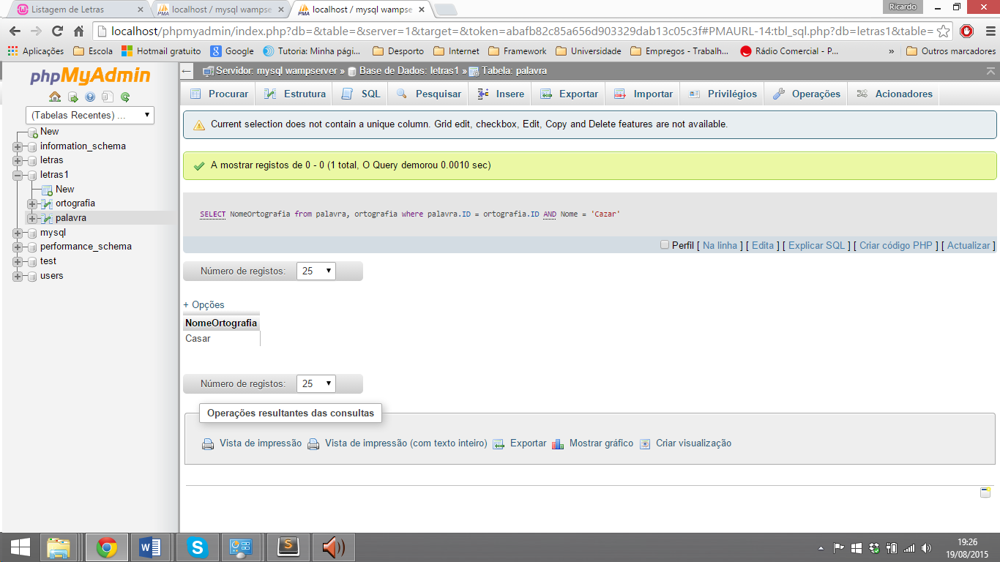 Listagem de Letras
localhost / mysql wampse
localhost / mysql wampse
Ricardo
localhost/phpmyadmin/index.php?db=&table=&server=1&target=&token=abafb82c85a656d903329dab13c05c3f#PMAURL-14:tbl_sql.php?db=letras1&table=
Aplicações Escola Hotmail gratuito Google Tutoria: Minha pági... Desporto Internet Framework Universidade Empregos - Trabalh... Rádio Comercial - P... » Outros marcadores
phpMyAdmin
(Tabelas Recentes) ...
New
information_schema
letras
letras1
New
ortografia
palavra
mysql
performance_schema
test
users
Servidor: mysql wampserver » Base de Dados: letras1 » Tabela: palavra
Procurar Estrutura SQL Pesquisar Insere Exportar Importar Privilégios Operações Acionadores
Current selection does not contain a unique column. Grid edit, checkbox, Edit, Copy and Delete features are not available.
A mostrar registos de 0 - 0 (1 total, O Query demorou 0.0010 sec)
SELECT NomeOrtografia from palavra, ortografia where palavra.ID = ortografia.ID AND Nome = 'Cazar'
Perfil [ Na linha ] [ Edita ] [ Explicar SQL ] [ Criar código PHP ] [ Actualizar ]
Número de registos: 25
+ Opções
NomeOrtografia
Casar
Número de registos: 25
Operações resultantes das consultas
Vista de impressão Vista de impressão (com texto inteiro) Exportar Mostrar gráfico Criar visualização
19:26
19/08/2015